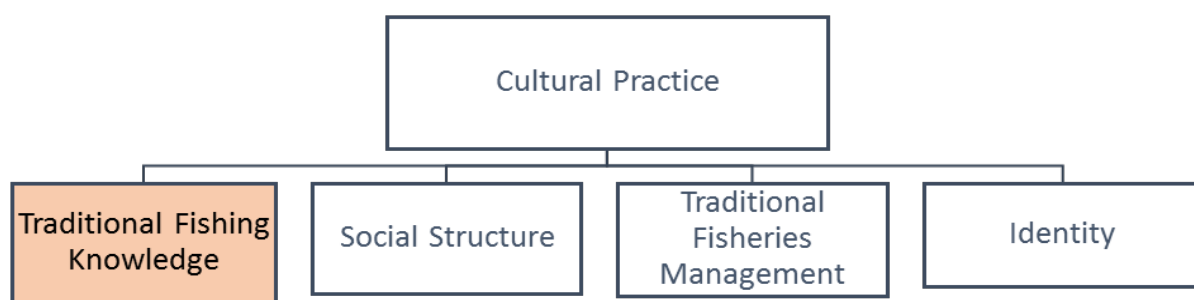 Cultural Practice
Traditional Fishing
Knowledge
Social Structure
Traditional
Fisheries
Management
Identity